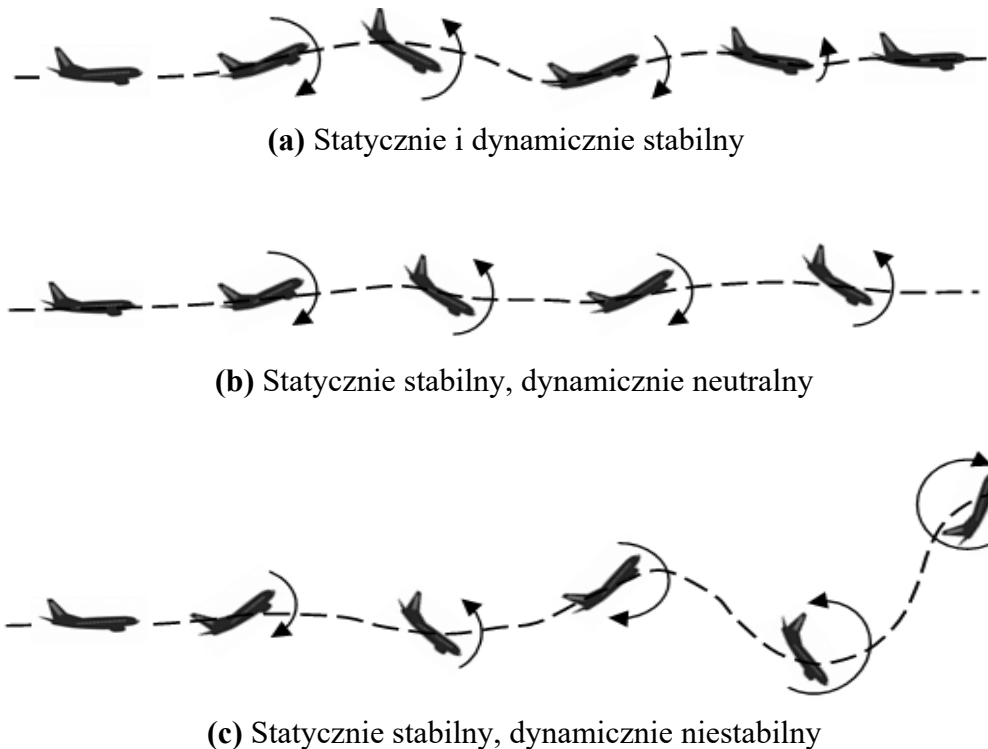 (a) Statycznie i dynamicznie stabilny
(b) Statycznie stabilny, dynamicznie neutralny
(c) Statycznie stabilny, dynamicznie niestabilny